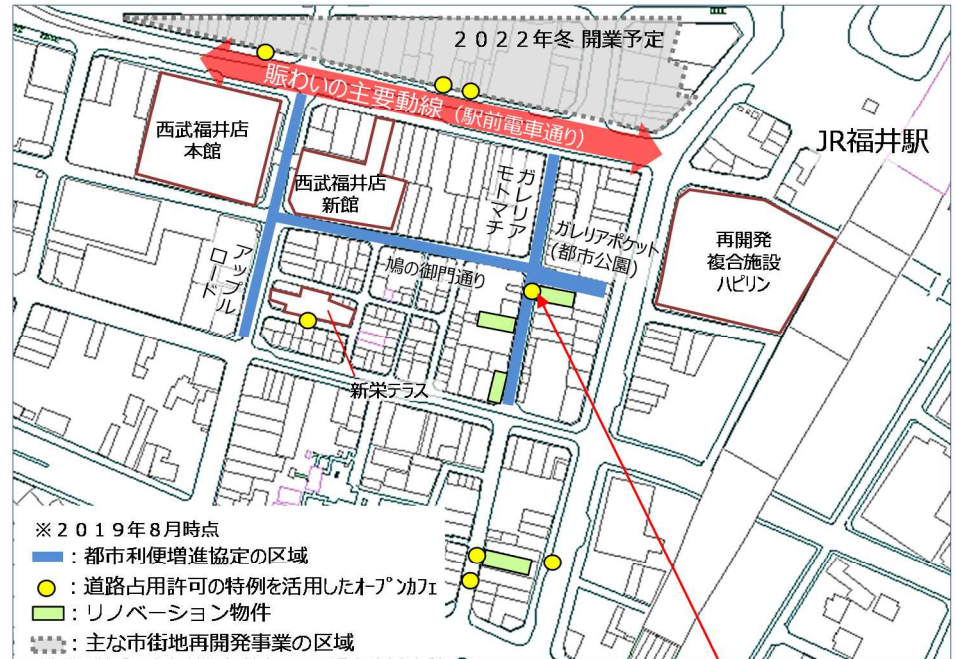 ２０２２年冬 開業予定
賑わいの主要動線（駅前電車通り）
JR福井駅
西武福井店
本館
西武福井店
新館
ガレリア
モトマチ
ガレリアポケット
(都市公園)
再開発
複合施設
ハピリン
アップル
ロード
鳩の御門通り
新栄テラス
※２０１９年８月時点
：都市利便増進協定の区域
：道路占用許可の特例を活用したオープンカフェ
：リノベーション物件
：主な市街地再開発事業の区域